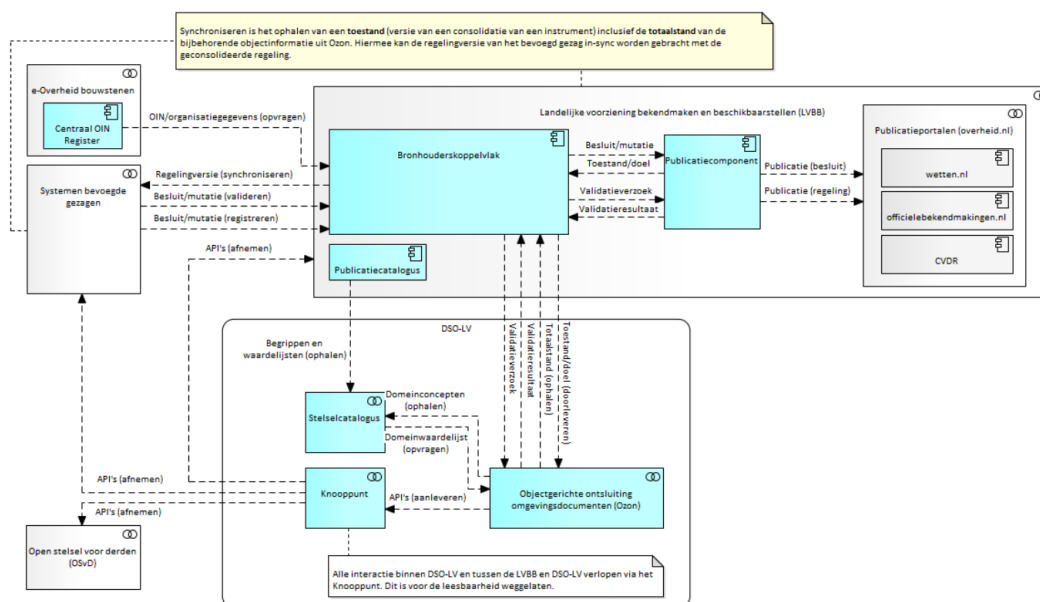 Synchroniseren is het ophalen van een toestand (versie van een consolidatie van een instrument) inclusief de totaalstand van de
bijbehorende objectinformatie uit Ozon. Hiermee kan de regelingversie van het bevoegd gezag in-sync worden gebracht met de
geconsolideerde regeling.
e-Overheid bouwstenen
Centraal OIN
Register
OIN/organisatiegegevens (opvragen)
Systemen bevoegde
gezagen
Regelingversie (synchroniseren)
Besluit/mutatie (valideren)
Besluit/mutatie (registreren)
API's (afnemen)
Landelijke voorziening bekendmaken en beschikbaarstellen (LVBB)
Bronhouderskoppelvlak
Besluit/mutatie
Toestand/doel
Validatieverzoek
Validatieresultaat
Publicatiecomponent
Publicatie (besluit)
Publicatie (regeling)
Publicatieportalen (overheid.nl)
wetten.nl
officielebekendmakingen.nl
CVDR
Publicatiecatalogus
DSO-LV
Begrippen en
waardelijsten (ophalen)
Validatieverzoek
Validatieresultaat
Totaalstand (ophalen)
Toestand/doel (doorleveren)
Stelselcatalogus
Domeinconcepten
(ophalen)
Domeinwaardelijst
(opvragen)
Knooppunt
API's (aanleveren)
Objectgerichte ontsluiting
omgevingsdocumenten (Ozon)
API's (afnemen)
API's (afnemen)
Open stelsel voor derden
(OSvD)
Alle interactie binnen DSO-LV en tussen de LVBB en DSO-LV verlopen via het
Knooppunt. Dit is voor de leesbaarheid weggelaten.